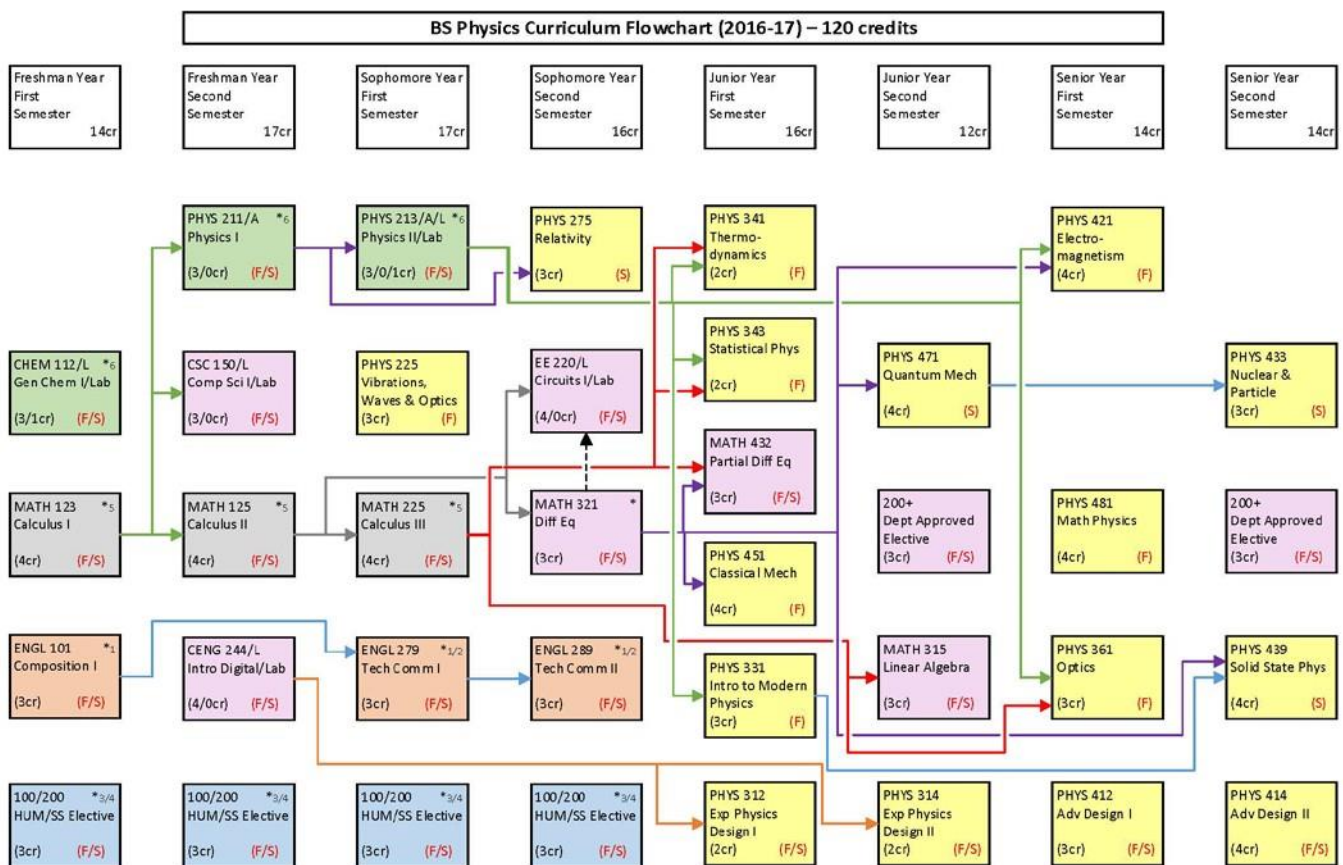 BS Physics Curriculum Flowchart (2016-17) – 120 credits
Freshman Year
First
Semester
14cr
Freshman Year
Second
Semester
17cr
Sophomore Year
First
Semester
17cr
Sophomore Year
Second
Semester
16cr
Junior Year
First
Semester
16cr
Junior Year
Second
Semester
12cr
Senior Year
First
Semester
14cr
Senior Year
Second
Semester
14cr
PHYS 211/A *6
Physics I
(3/0cr) (F/S)
PHYS 213/A/L *6
Physics II/Lab
(3/0/1cr) (F/S)
PHYS 275
Relativity
(3cr) (S)
PHYS 341
Thermo-
dynamics
(2cr) (F)
PHYS 421
Electro-
magnetism
(4cr) (F)
PHYS 343
Statistical Phys
(2cr) (F)
CHEM 112/L *6
Gen Chem I/Lab
(3/1cr) (F/S)
CSC 150/L
Comp Sci I/Lab
(3/0cr) (F/S)
PHYS 225
Vibrations,
Waves & Optics
(3cr) (F)
EE 220/L
Circuits I/Lab
(4/0cr) (F/S)
PHYS 471
Quantum Mech
(4cr) (S)
PHYS 433
Nuclear &
Particle
(3cr) (S)
MATH 432
Partial Diff Eq
(3cr) (F/S)
MATH 123 *5
Calculus I
(4cr) (F/S)
MATH 125 *5
Calculus II
(4cr) (F/S)
MATH 225 *5
Calculus III
(4cr) (F/S)
MATH 321 *
Diff Eq
(3cr) (F/S)
PHYS 451
Classical Mech
(4cr) (F)
200+
Dept Approved
Elective
(3cr) (F/S)
PHYS 481
Math Physics
(4cr) (F)
200+
Dept Approved
Elective
(3cr) (F/S)
ENGL 101 *1
Composition I
(3cr) (F/S)
CENG 244/L
Intro Digital/Lab
(4/0cr) (F/S)
ENGL 279 *1/2
Tech Comm I
(3cr) (F/S)
ENGL 289 *1/2
Tech Comm II
(3cr) (F/S)
PHYS 331
Intro to Modern
Physics
(3cr) (F)
MATH 315
Linear Algebra
(3cr) (F/S)
PHYS 361
Optics
(3cr) (F)
PHYS 439
Solid State Phys
(4cr) (S)
100/200 *3/4
HUM/SS Elective
(3cr) (F/S)
100/200 *3/4
HUM/SS Elective
(3cr) (F/S)
100/200 *3/4
HUM/SS Elective
(3cr) (F/S)
100/200 *3/4
HUM/SS Elective
(3cr) (F/S)
PHYS 312
Exp Physics
Design I
(2cr) (F/S)
PHYS 314
Exp Physics
Design II
(2cr) (F/S)
PHYS 412
Adv Design I
(3cr) (F/S)
PHYS 414
Adv Design II
(4cr) (F/S)